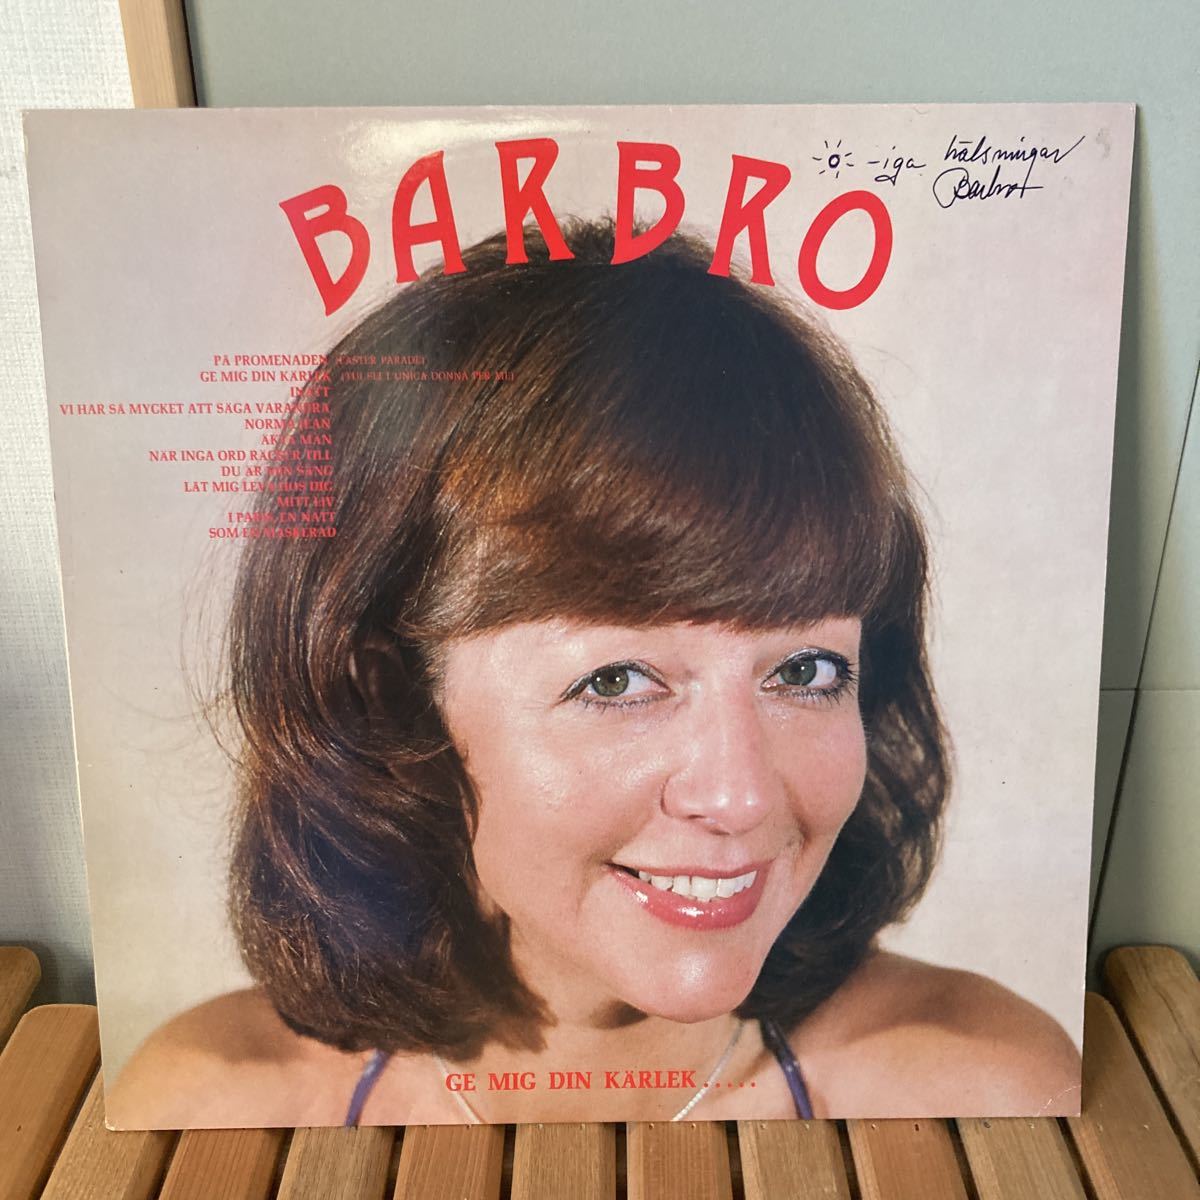 BARBRO
-iga hälsningar
Barbro
PÅ PROMENADEN (EASTER PARADE)
GE MIG DIN KÄRLEK (TU SEI L'UNICA DONNA PER ME)
INATT
VI HAR SÅ MYCKET ATT SÄGA VARANDRA
NORMA JEAN
ÄKTA MAN
NÄR INGA ORD RÄCKER TILL
DU ÄR MIN SÅNG
LÅT MIG LEVA HOS DIG
MITT LIV
I PARIS, EN NATT
SOM EN MASKERAD
GE MIG DIN KÄRLEK.....